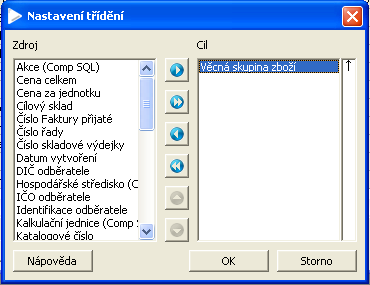 Nastavení třídění
Zdroj
Cíl
Akce (Comp SQL)
Cena celkem
Cena za jednotku
Cílový sklad
Číslo Faktury přijaté
Číslo řady
Číslo skladové výdejky
Datum vytvoření
DIČ odběratele
Hospodářské středisko (C
IČO odběratele
Identifikace odběratele
Kalkulační jednice (Comp S
Katalogové číslo
Věcná skupina zboží
Nápověda
OK
Storno